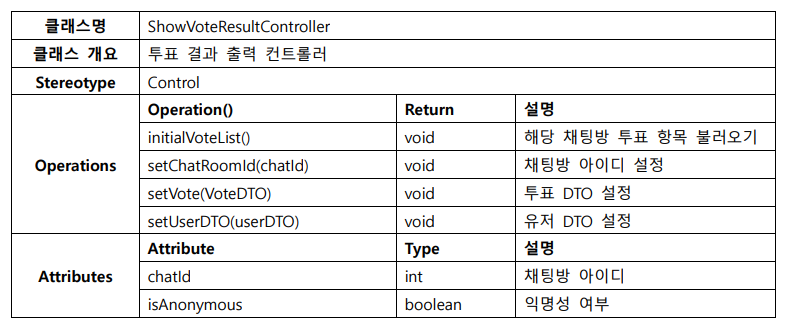 클래스명 ShowVoteResultController
클래스 개요 투표 결과 출력 컨트롤러
Stereotype Control
Operations
Operation() Return 설명
initialVoteList() void 해당 채팅방 투표 항목 불러오기
setChatRoomId(chatId) void 채팅방 아이디 설정
setVote(VoteDTO) void 투표 DTO 설정
setUserDTO(userDTO) void 유저 DTO 설정
Attributes
Attribute Type 설명
chatId int 채팅방 아이디
isAnonymous boolean 익명성 여부